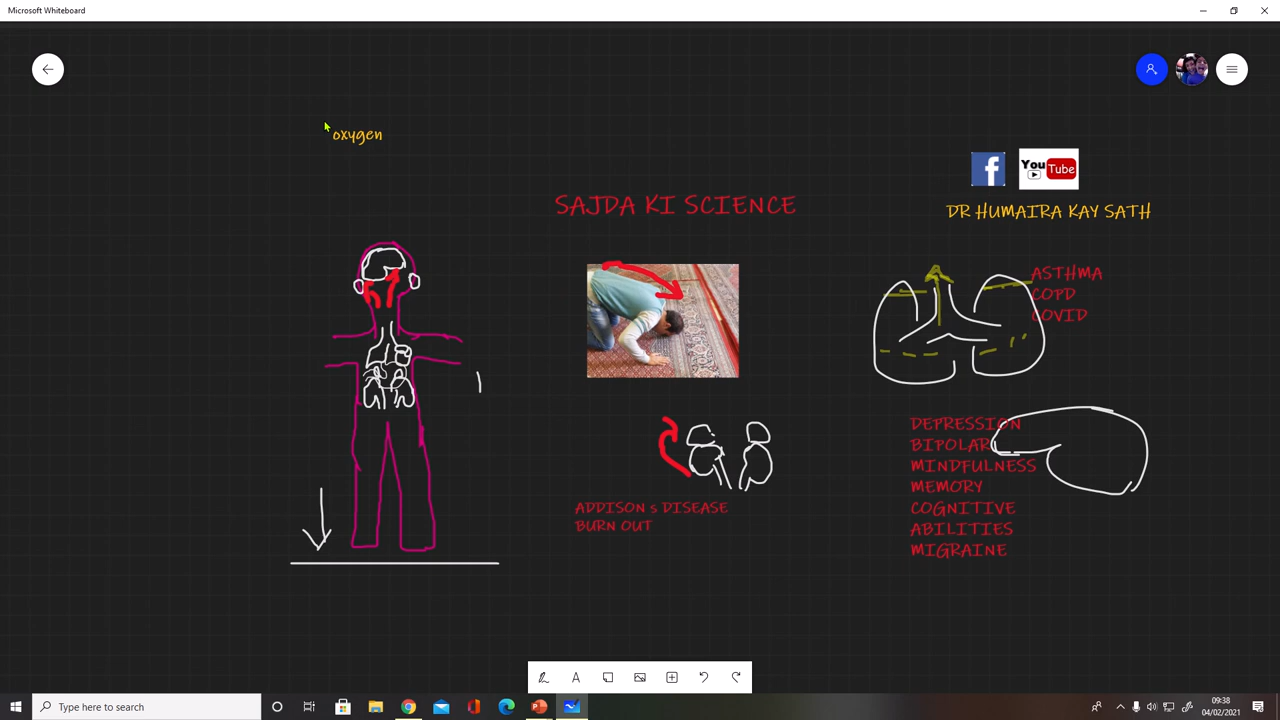 Microsoft Whiteboard
oxygen
f
You Tube
SAJDA KI SCIENCE
DR HUMAIRA KAY SATH
ASTHMA
COPD
COVID
DEPRESSION
BIPOLAR
MINDFULNESS
MEMORY
COGNITIVE
ABILITIES
MIGRAINE
ADDISON s DISEASE
BURN OUT
A
Type here to search
09:38
04/02/2021